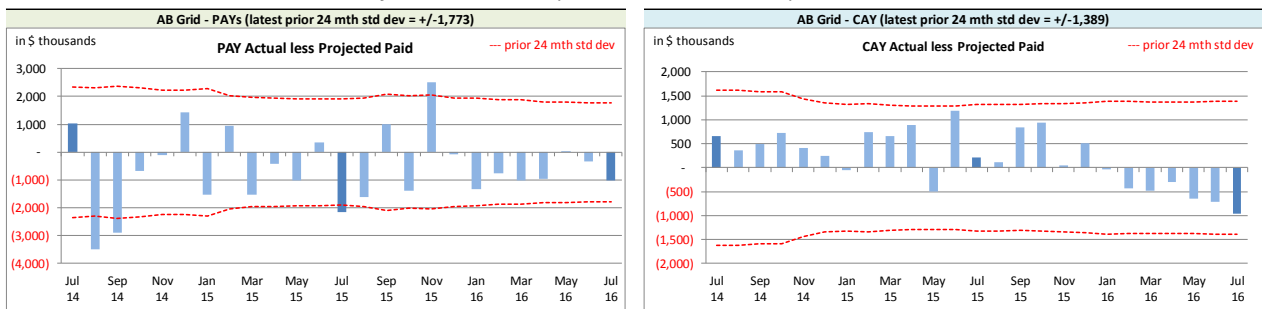 AB Grid - PAYs (latest prior 24 mth std dev = +/-1,773)
in $ thousands
PAY Actual less Projected Paid
--- prior 24 mth std dev
3,000
2,000
1,000
-
(1,000)
(2,000)
(3,000)
(4,000)
Jul Sep Nov Jan Mar May Jul Sep Nov Jan Mar May Jul
14 14 14 15 15 15 15 15 15 16 16 16 16
AB Grid - CAY (latest prior 24 mth std dev = +/-1,389)
in $ thousands
CAY Actual less Projected Paid
--- prior 24 mth std dev
2,000
1,500
1,000
500
-
(500)
(1,000)
(1,500)
(2,000)
Jul Sep Nov Jan Mar May Jul Sep Nov Jan Mar May Jul
14 14 14 15 15 15 15 15 15 16 16 16 16